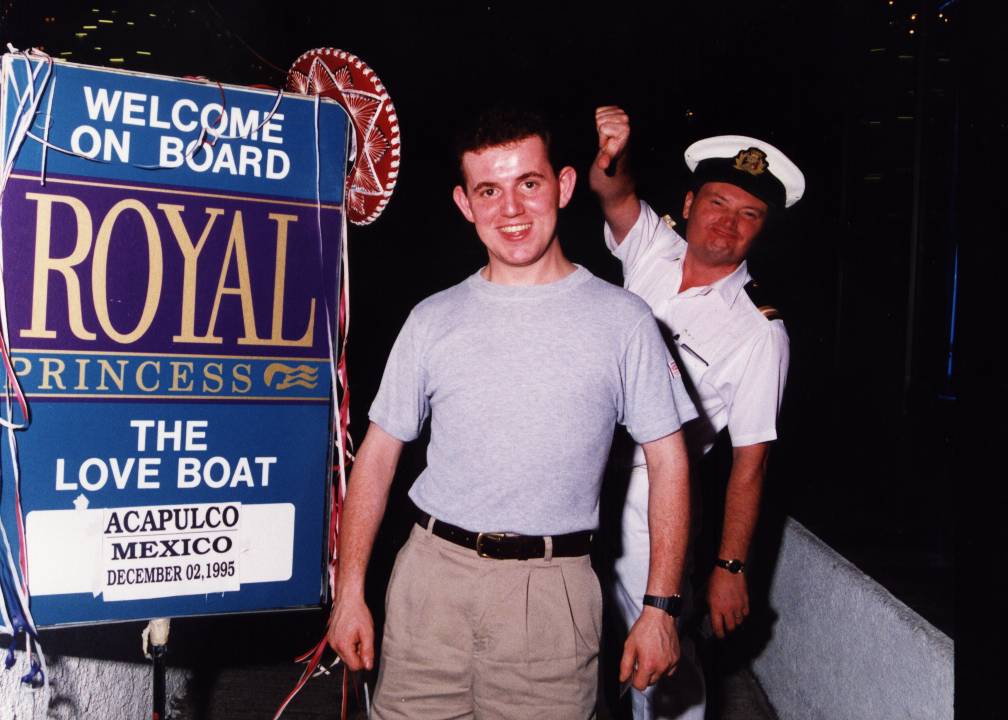 WELCOME
ON BOARD
ROYAL
PRINCESS
THE
LOVE BOAT
ACAPULCO
MEXICO
DECEMBER 02,1995